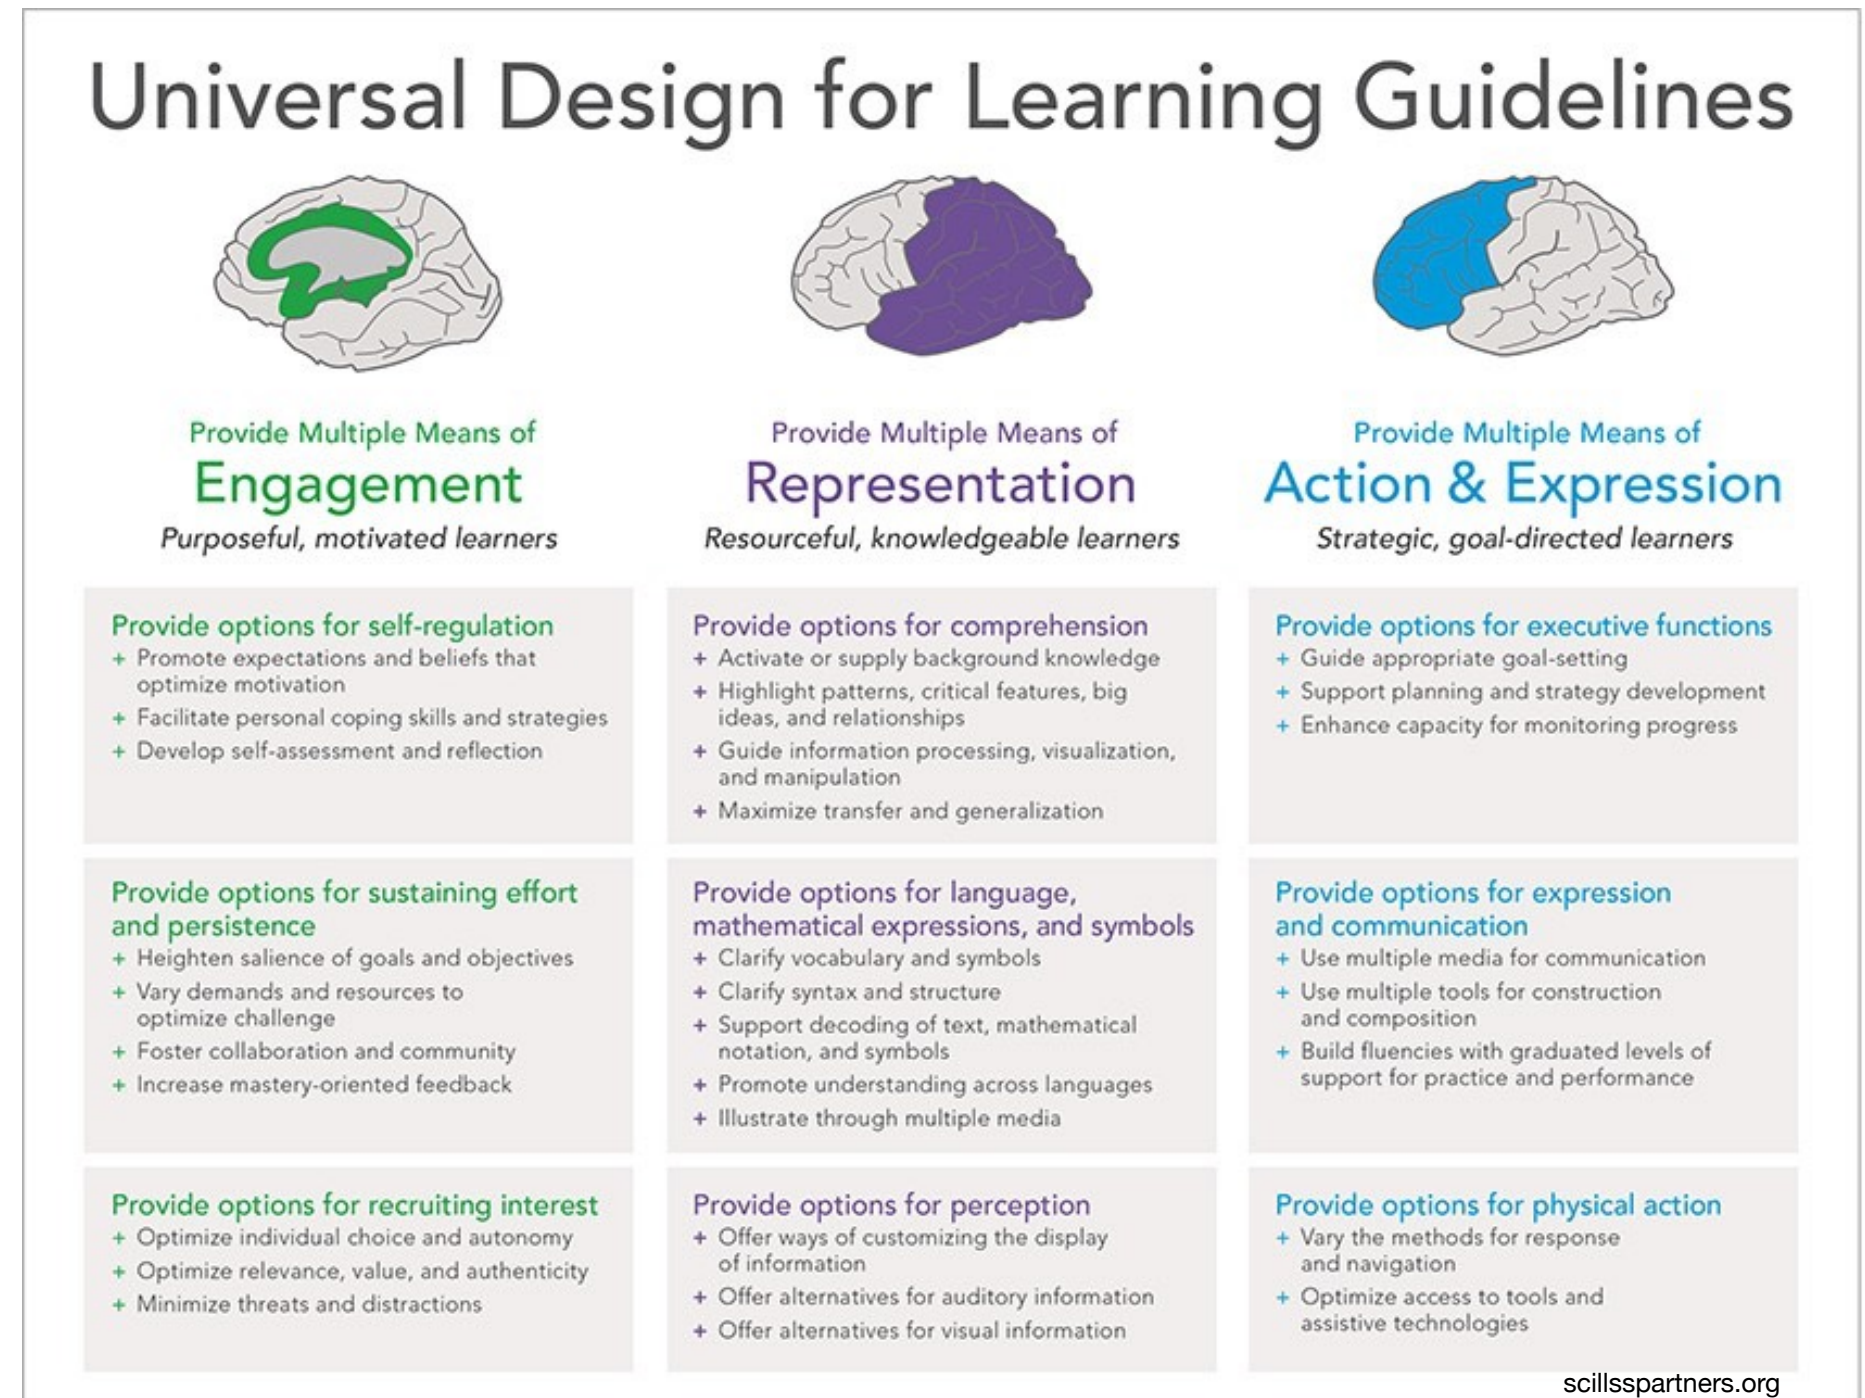 Universal Design for Learning Guidelines
Provide Multiple Means of
Engagement
Purposeful, motivated learners
Provide options for self-regulation
+ Promote expectations and beliefs that
optimize motivation
+ Facilitate personal coping skills and strategies
+ Develop self-assessment and reflection
Provide options for sustaining effort
and persistence
+ Heighten salience of goals and objectives
+ Vary demands and resources to
optimize challenge
+ Foster collaboration and community
+ Increase mastery-oriented feedback
Provide options for recruiting interest
+ Optimize individual choice and autonomy
+ Optimize relevance, value, and authenticity
+ Minimize threats and distractions
Provide Multiple Means of
Representation
Resourceful, knowledgeable learners
Provide options for comprehension
+ Activate or supply background knowledge
+ Highlight patterns, critical features, big
ideas, and relationships
+ Guide information processing, visualization,
and manipulation
+ Maximize transfer and generalization
Provide options for language,
mathematical expressions, and symbols
+ Clarify vocabulary and symbols
+ Clarify syntax and structure
+ Support decoding of text, mathematical
notation, and symbols
+ Promote understanding across languages
+ Illustrate through multiple media
Provide options for perception
+ Offer ways of customizing the display
of information
+ Offer alternatives for auditory information
+ Offer alternatives for visual information
Provide Multiple Means of
Action & Expression
Strategic, goal-directed learners
Provide options for executive functions
+ Guide appropriate goal-setting
+ Support planning and strategy development
+ Enhance capacity for monitoring progress
Provide options for expression
and communication
+ Use multiple media for communication
+ Use multiple tools for construction
and composition
+ Build fluencies with graduated levels of
support for practice and performance
Provide options for physical action
+ Vary the methods for response
and navigation
+ Optimize access to tools and
assistive technologies
scillsspartners.org